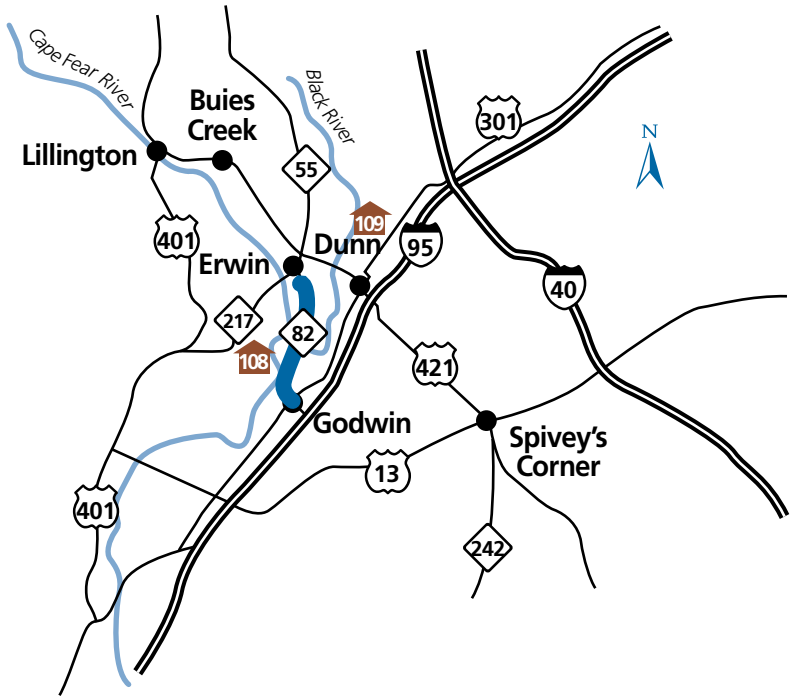 Cape Fear River
Black River
Buies
Creek
301
N
Lillington
55
109
401
Dunn
95
Erwin
40
217
82
108
421
Godwin
Spivey's
Corner
13
401
242